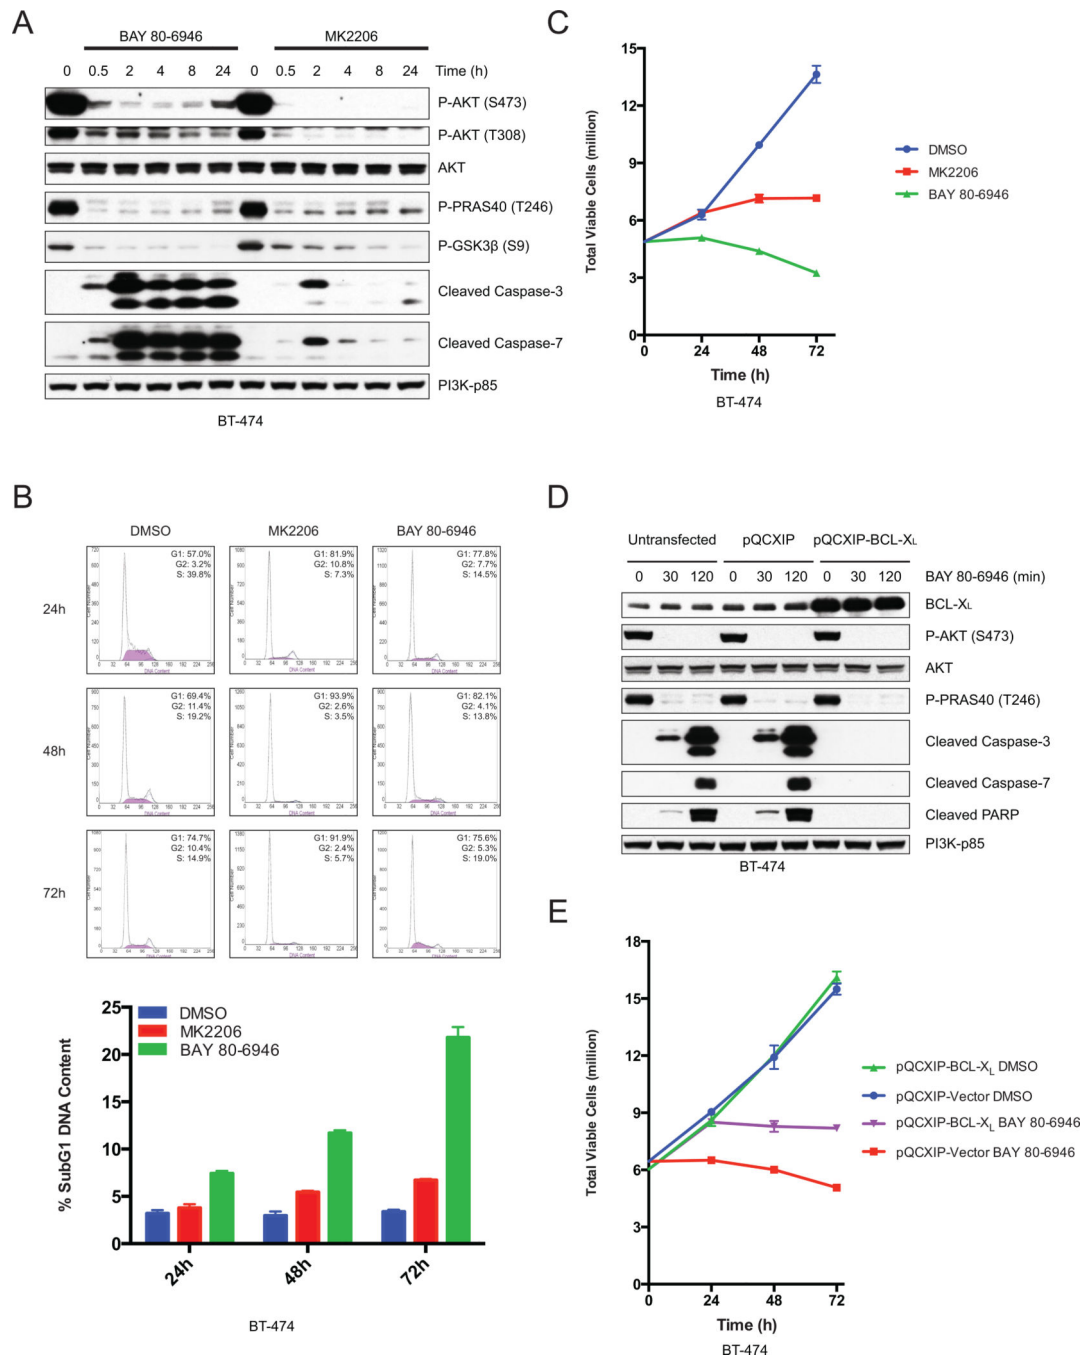 A
BAY 80-6946 MK2206
0 0.5 2 4 8 24 0 0.5 2 4 8 24 Time (h)
P-AKT (S473)
P-AKT (T308)
AKT
P-PRAS40 (T246)
P-GSK3β (S9)
Cleaved Caspase-3
Cleaved Caspase-7
PI3K-p85
BT-474
C
15
12
9
6
3
0
0 24 48 72
Total Viable Cells (million)
Time (h)
BT-474
DMSO
MK2206
BAY 80-6946
B
DMSO MK2206 BAY 80-6946
24h
G1: 57.0%
G2: 3.2%
S: 39.8%
G1: 81.9%
G2: 10.8%
S: 7.3%
G1: 77.8%
G2: 7.7%
S: 14.5%
48h
G1: 69.4%
G2: 11.4%
S: 19.2%
G1: 93.9%
G2: 2.6%
S: 3.5%
G1: 82.1%
G2: 4.1%
S: 13.8%
72h
G1: 74.7%
G2: 10.4%
S: 14.9%
G1: 91.9%
G2: 2.4%
S: 5.7%
G1: 75.6%
G2: 5.3%
S: 19.0%
25
20
15
10
5
0
% SubG1 DNA Content
DMSO
MK2206
BAY 80-6946
24h 48h 72h
BT-474
D
Untransfected pQCXIP pQCXIP-BCL-XL
0 30 120 0 30 120 0 30 120 BAY 80-6946 (min)
BCL-XL
P-AKT (S473)
AKT
P-PRAS40 (T246)
Cleaved Caspase-3
Cleaved Caspase-7
Cleaved PARP
PI3K-p85
BT-474
E
18
15
12
9
6
3
0
0 24 48 72
Total Viable Cells (million)
Time (h)
BT-474
pQCXIP-BCL-XL DMSO
pQCXIP-Vector DMSO
pQCXIP-BCL-XL BAY 80-6946
pQCXIP-Vector BAY 80-6946